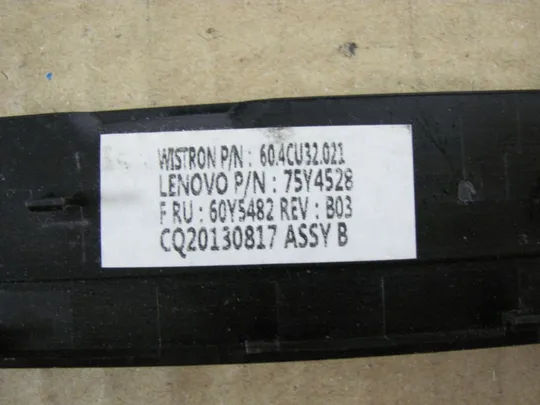 WISTRON P/N : 60.4CU32.021
LENOVO P/N : 75Y4528
F RU : 60Y5482 REV : B03
CQ20130817 ASSY B